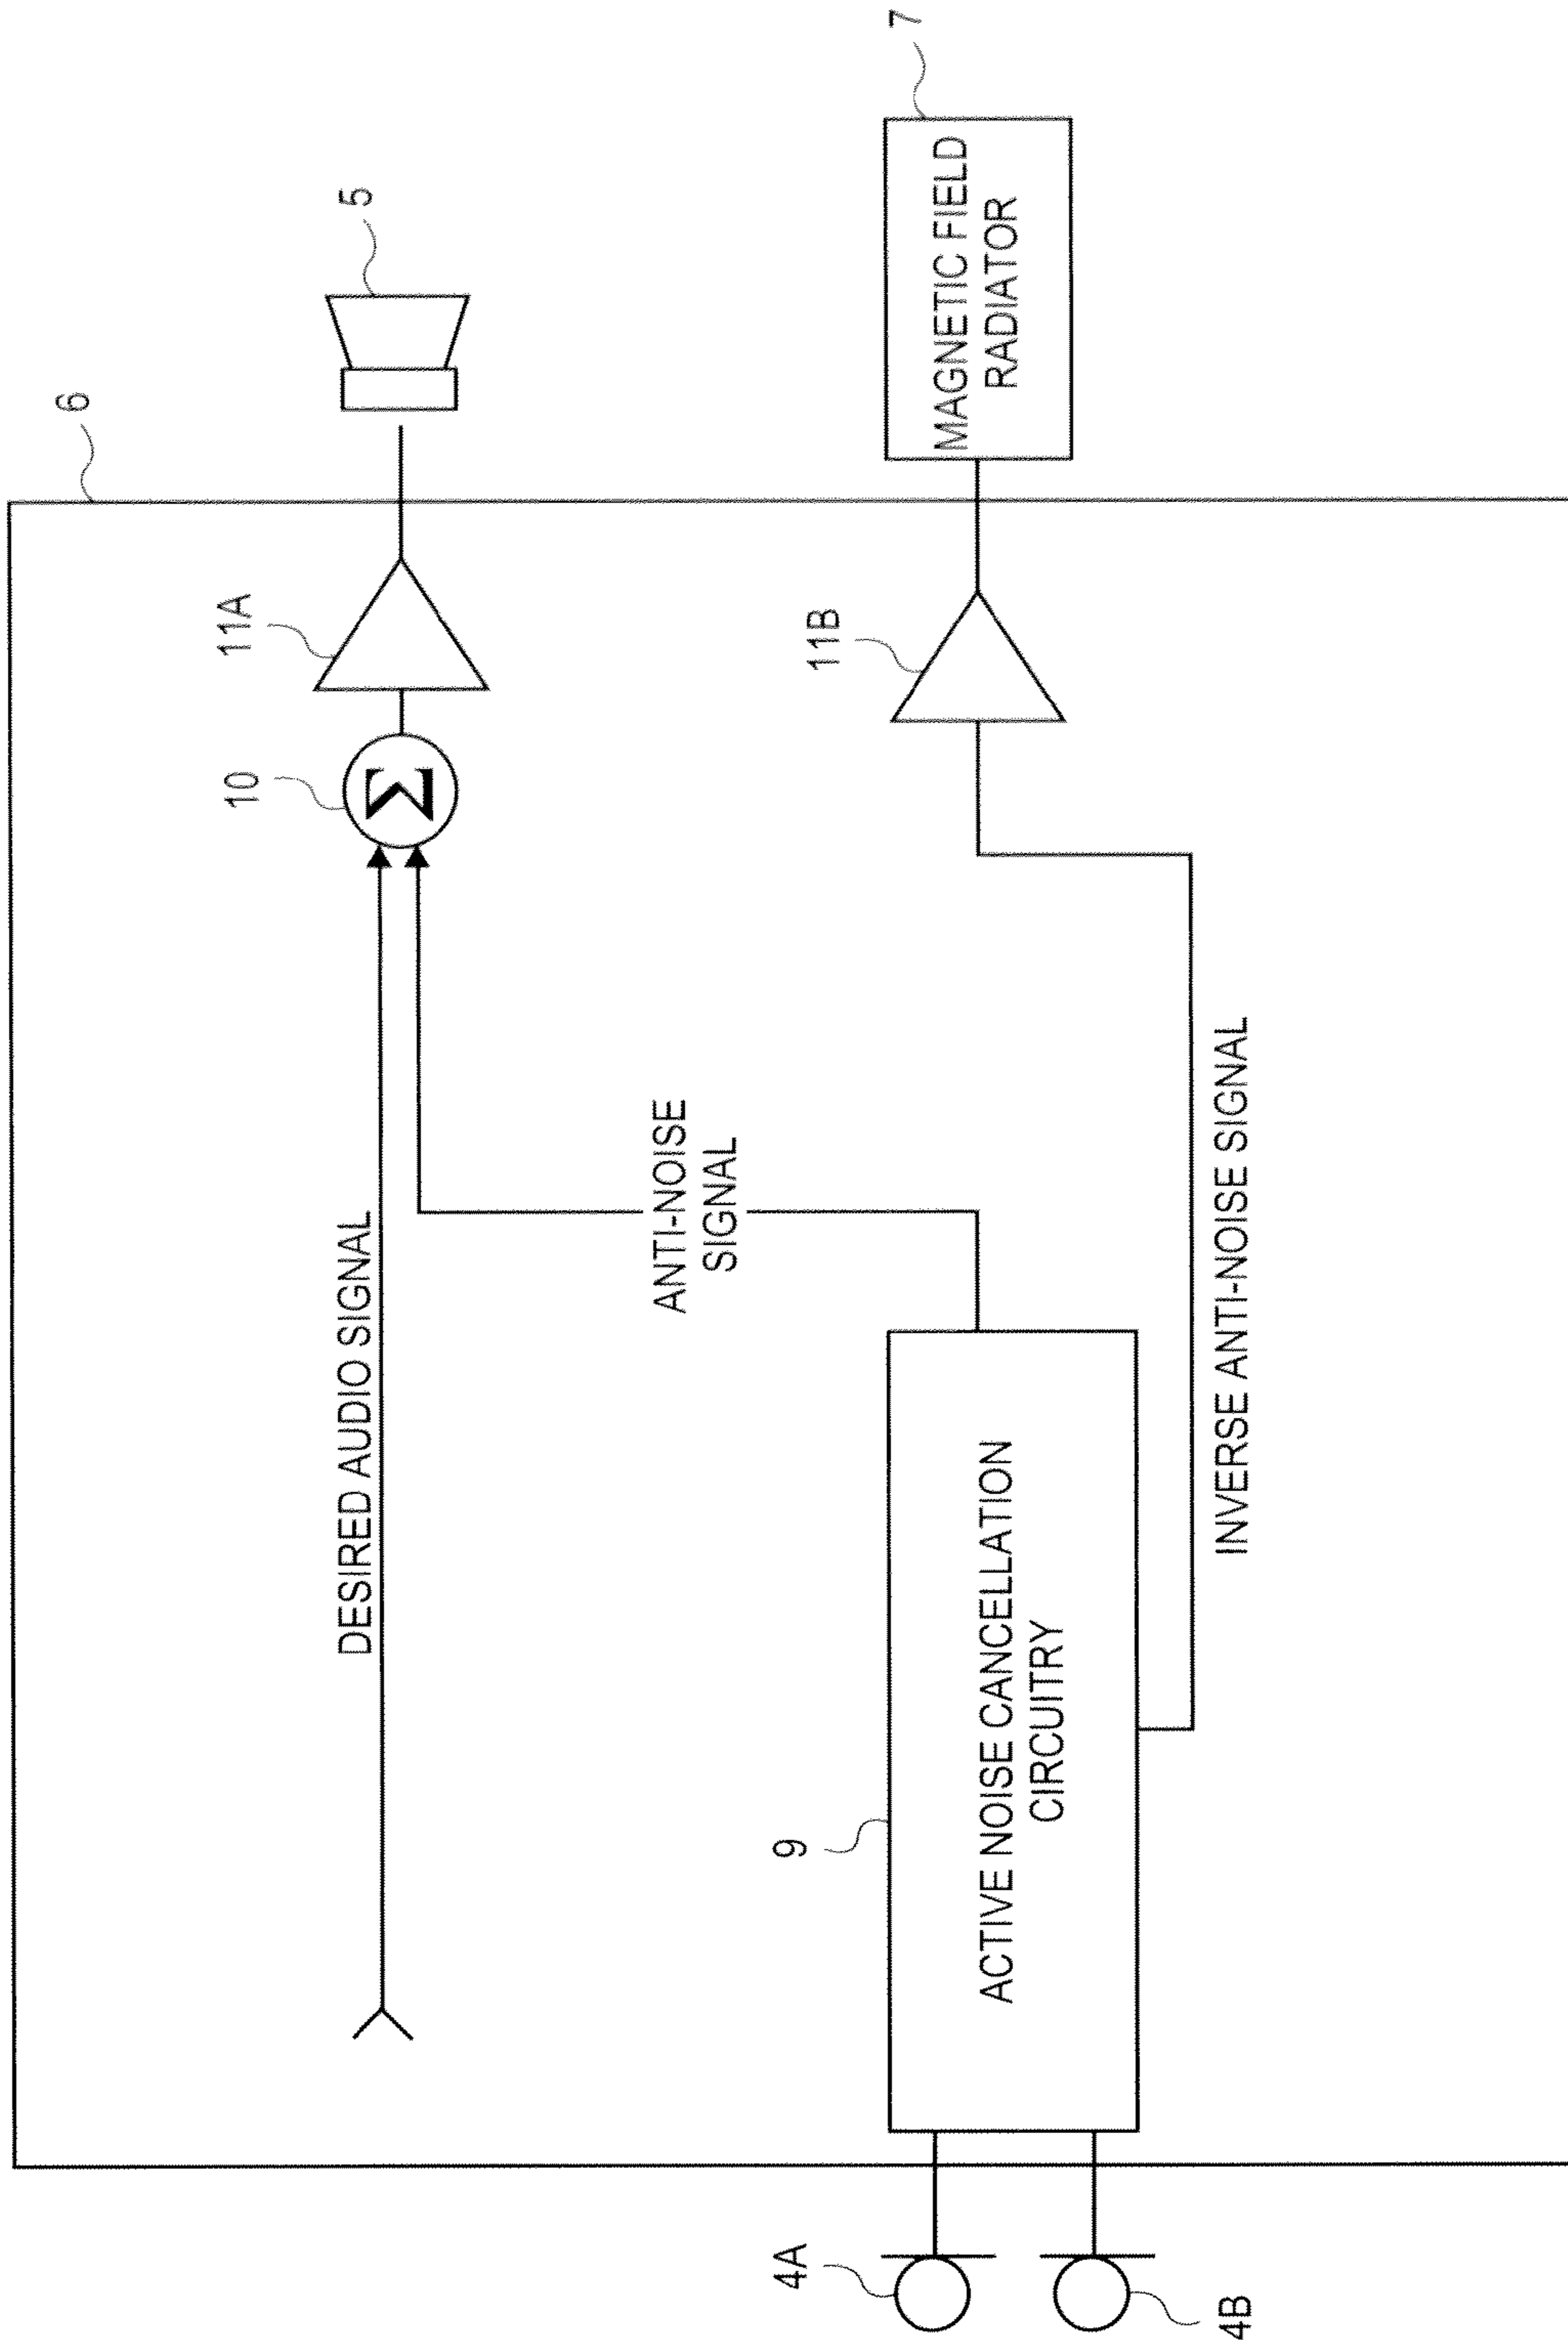 6
5
7
11A
10
DESIRED AUDIO SIGNAL
Σ
ANTI-NOISE
SIGNAL
11B
MAGNETIC FIELD
RADIATOR
9
ACTIVE NOISE CANCELLATION
CIRCUITRY
INVERSE ANTI-NOISE SIGNAL
4A
4B